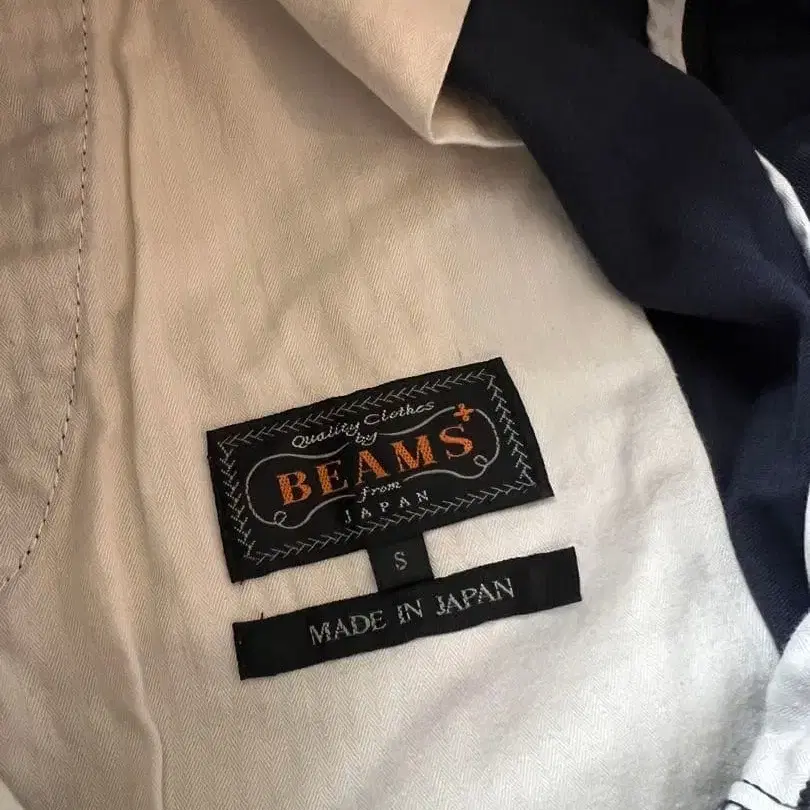 Quality Clothes
by
BEAMS+
from
JAPAN
S
MADE IN JAPAN